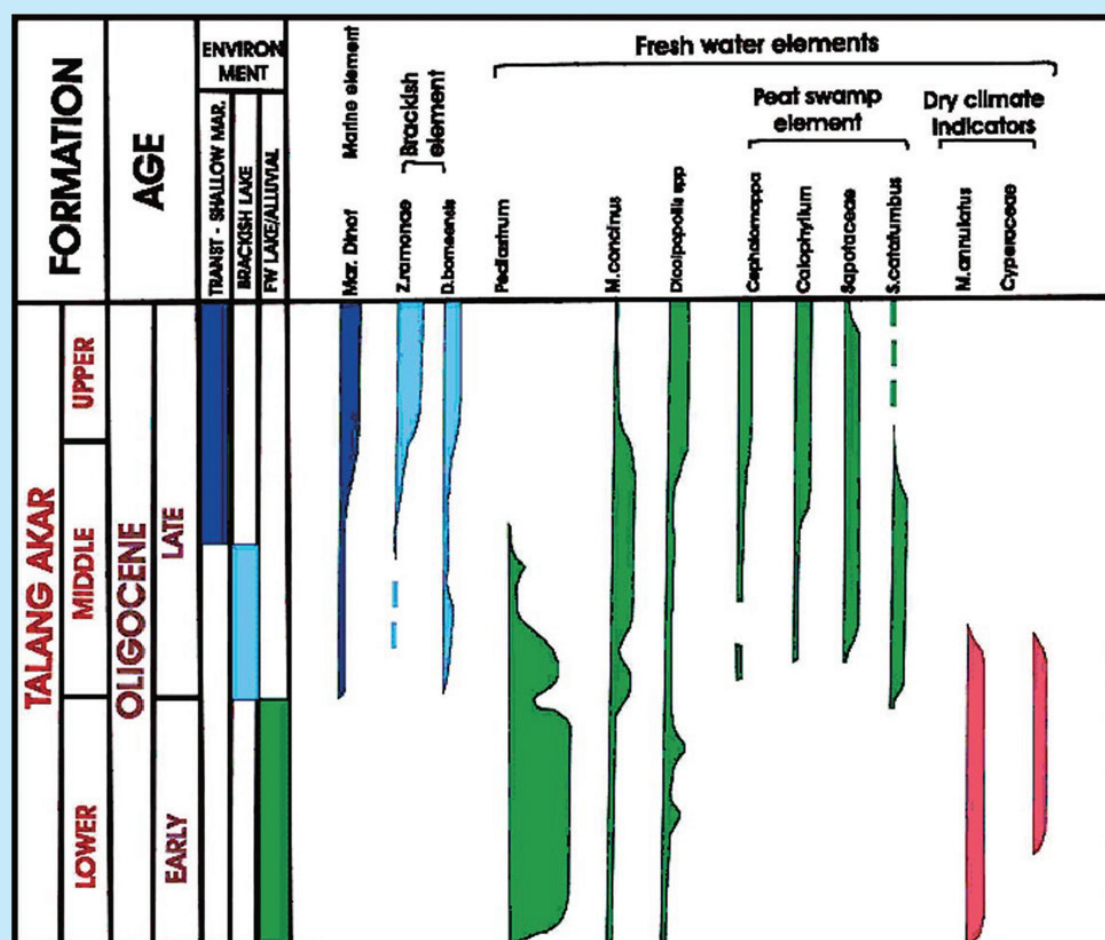 FORMATION
AGE
ENVIRON
MENT
TRANST - SHALLOW MAR.
BRACKISH LAKE
FW LAKE/ALLUVIAL
Marine element
Brackish
element
Fresh water elements
Peat swamp
element
Dry climate
Indicators
Mar. Dinof
Z.ramonae
D.borneensis
Pediastrum
M.concinus
Dicolpopollis spp
Cephalomappa
Calophyllum
Sapotaceae
S.catatumbus
M.annulatus
Cyperaceae
TALANG AKAR
UPPER
MIDDLE
LOWER
OLIGOCENE
LATE
EARLY